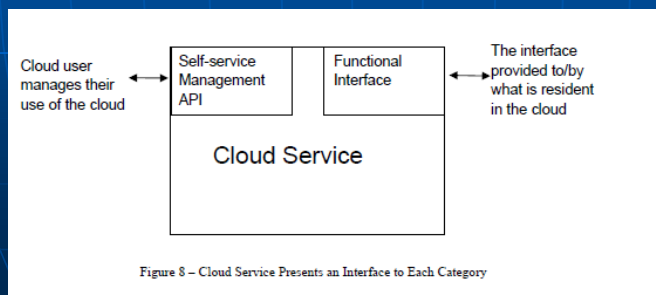 Cloud user
manages their
use of the cloud
Self-service
Management
API
Functional
Interface
The interface
provided to/by
what is resident
in the cloud
Cloud Service
Figure 8 – Cloud Service Presents an Interface to Each Category